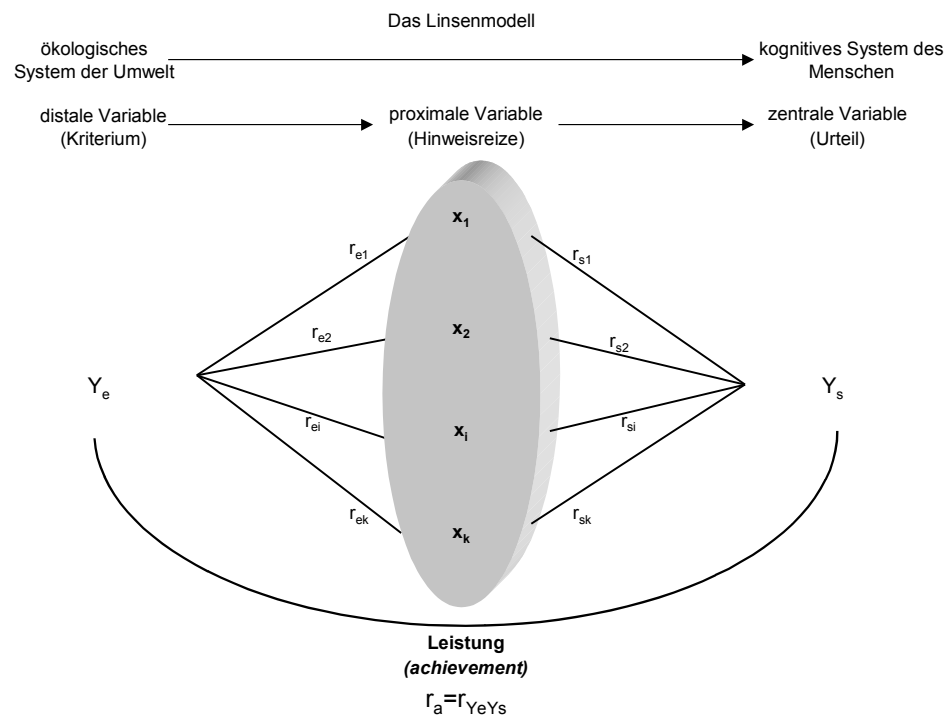 Das Linsenmodell
ökologisches
System der Umwelt
kognitives System des
Menschen
distale Variable
(Kriterium)
proximale Variable
(Hinweisreize)
zentrale Variable
(Urteil)
x1
re1
rs1
x2
re2
rs2
Ye
Ys
rei
xi
rsi
rek
xk
rsk
Leistung
(achievement)
ra=rYeYs